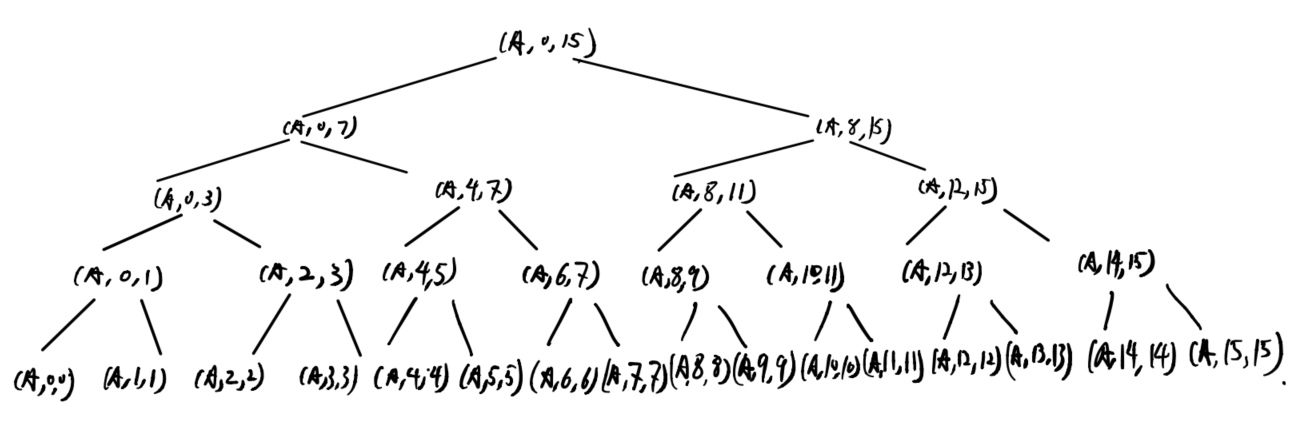 (A, 0, 15)
(A, 0, 7) (A, 8, 15)
(A, 0, 3) (A, 4, 7) (A, 8, 11) (A, 12, 15)
(A, 0, 1) (A, 2, 3) (A, 4, 5) (A, 6, 7) (A, 8, 9) (A, 10, 11) (A, 12, 13) (A, 14, 15)
(A, 0, 0) (A, 1, 1) (A, 2, 2) (A, 3, 3) (A, 4, 4) (A, 5, 5) (A, 6, 6) (A, 7, 7) (A, 8, 8) (A, 9, 9) (A, 10, 10) (A, 11, 11) (A, 12, 12) (A, 13, 13) (A, 14, 14) (A, 15, 15).